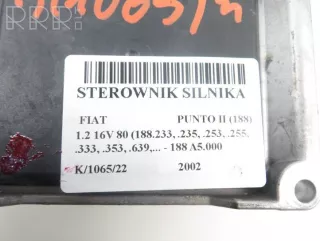 rrr
STEROWNIK SILNIKA
FIAT PUNTO II (188)
1.2 16V 80 (188.233, .235, .253, .255,
.333, .353, .639,... - 188 A5.000
K/1065/22 2002